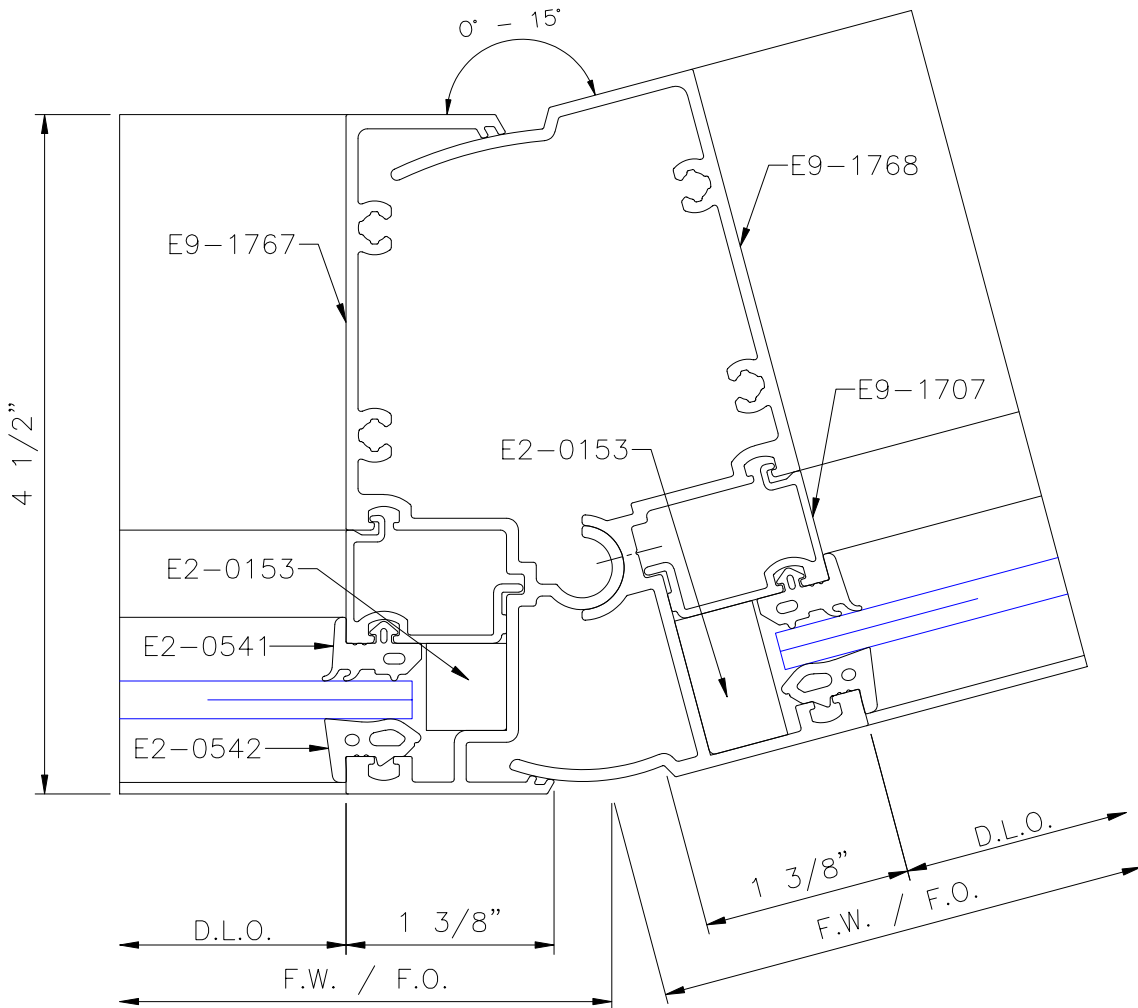 0° - 15°
E9-1768
E9-1767
E9-1707
4 1/2"
E2-0153
E2-0153
E2-0541
E2-0542
D.L.O.
1 3/8"
F.W. / F.O.
1 3/8"
D.L.O.
F.W. / F.O.